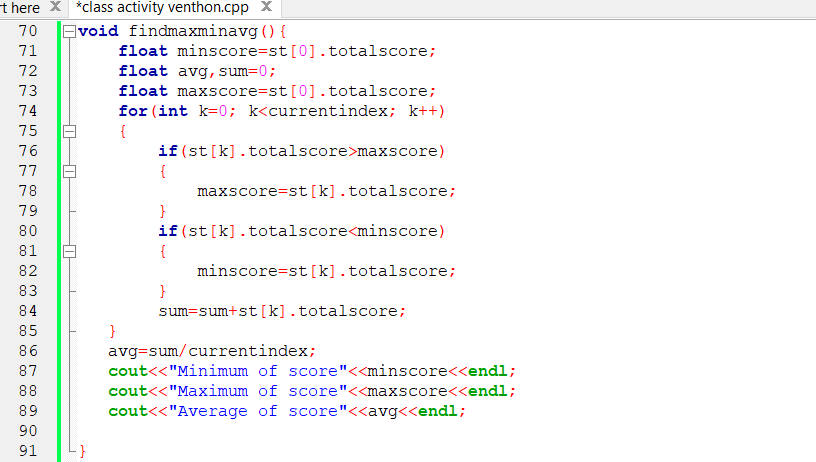 rt here X *class activity venthon.cpp X
70 void findmaxminavg(){
71 float minscore=st[0].totalscore;
72 float avg,sum=0;
73 float maxscore=st[0].totalscore;
74 for(int k=0; k<currentindex; k++)
75 {
76 if(st[k].totalscore>maxscore)
77 {
78 maxscore=st[k].totalscore;
79 }
80 if(st[k].totalscore<minscore)
81 {
82 minscore=st[k].totalscore;
83 }
84 sum=sum+st[k].totalscore;
85 }
86 avg=sum/currentindex;
87 cout<<"Minimum of score"<<minscore<<endl;
88 cout<<"Maximum of score"<<maxscore<<endl;
89 cout<<"Average of score"<<avg<<endl;
90
91 }